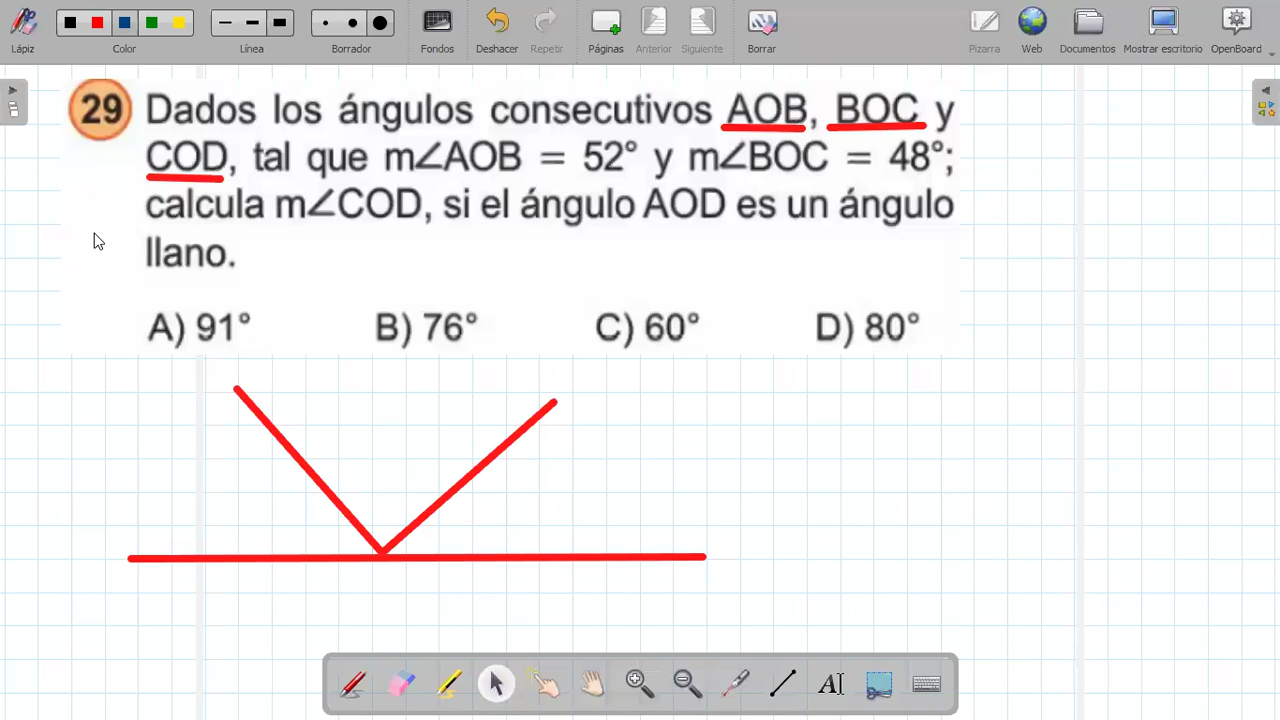 Lápiz
Color
Línea
Borrador
Fondos
Deshacer
Repetir
Páginas
Anterior
Siguiente
Borrar
Pizarra
Web
Documentos
Mostrar escritorio
OpenBoard
29 Dados los ángulos consecutivos AOB, BOC y
COD, tal que m∠AOB = 52° y m∠BOC = 48°;
calcula m∠COD, si el ángulo AOD es un ángulo
llano.
A) 91° B) 76° C) 60° D) 80°
AI